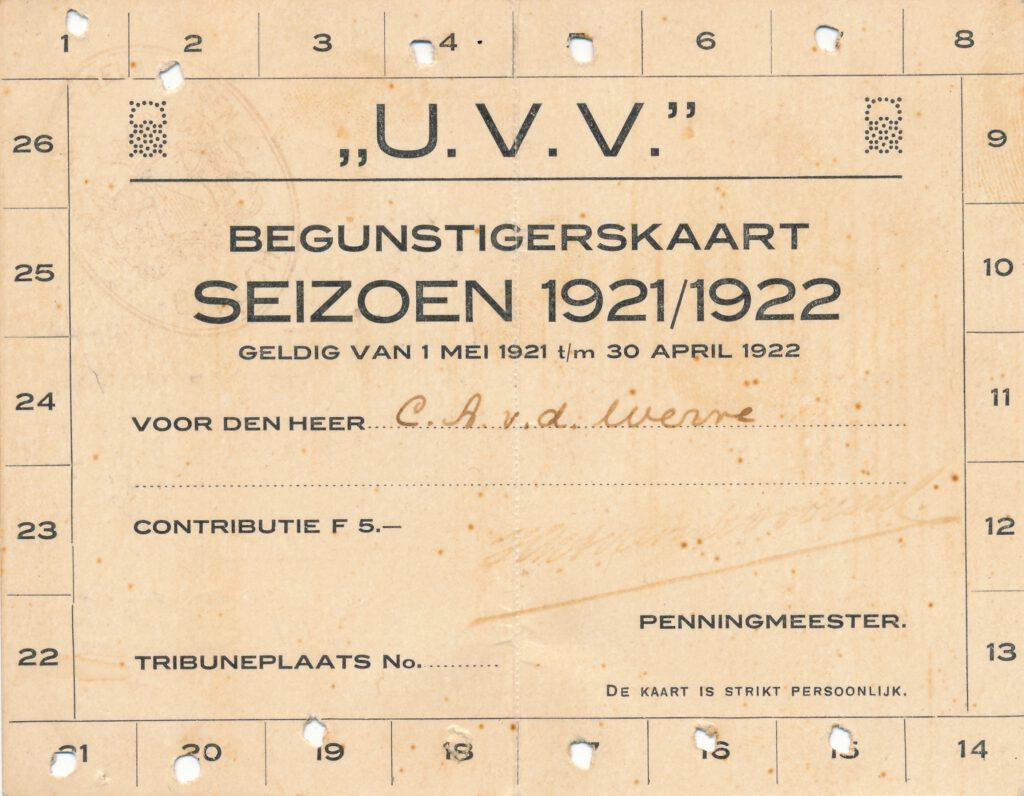 1 2 3 4 6 8
„U. V. V.”
26 9
BEGUNSTIGERSKAART
25 10
SEIZOEN 1921/1922
GELDIG VAN 1 MEI 1921 t/m 30 APRIL 1922
24 11
VOOR DEN HEER C. A. v. d. Werve
23 12
CONTRIBUTIE F 5.—
PENNINGMEESTER.
22 13
TRIBUNEPLAATS No.
DE KAART IS STRIKT PERSOONLIJK.
21 20 19 18 17 16 15 14